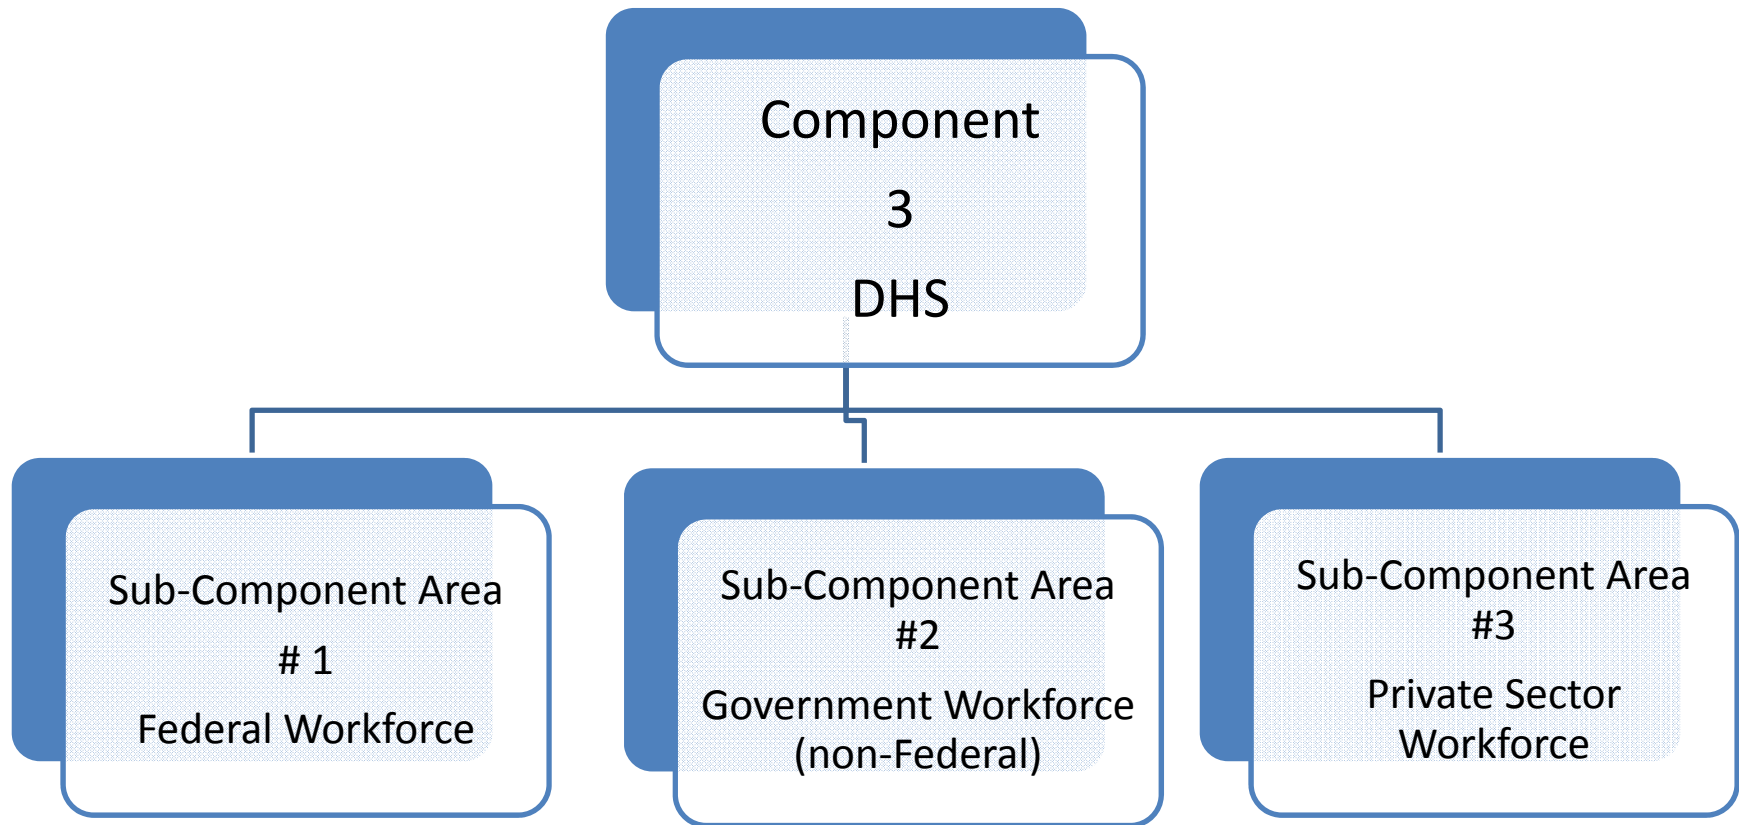 Component
3
DHS
Sub-Component Area
# 1
Federal Workforce
Sub-Component Area
#2
Government Workforce
(non-Federal)
Sub-Component Area
#3
Private Sector
Workforce